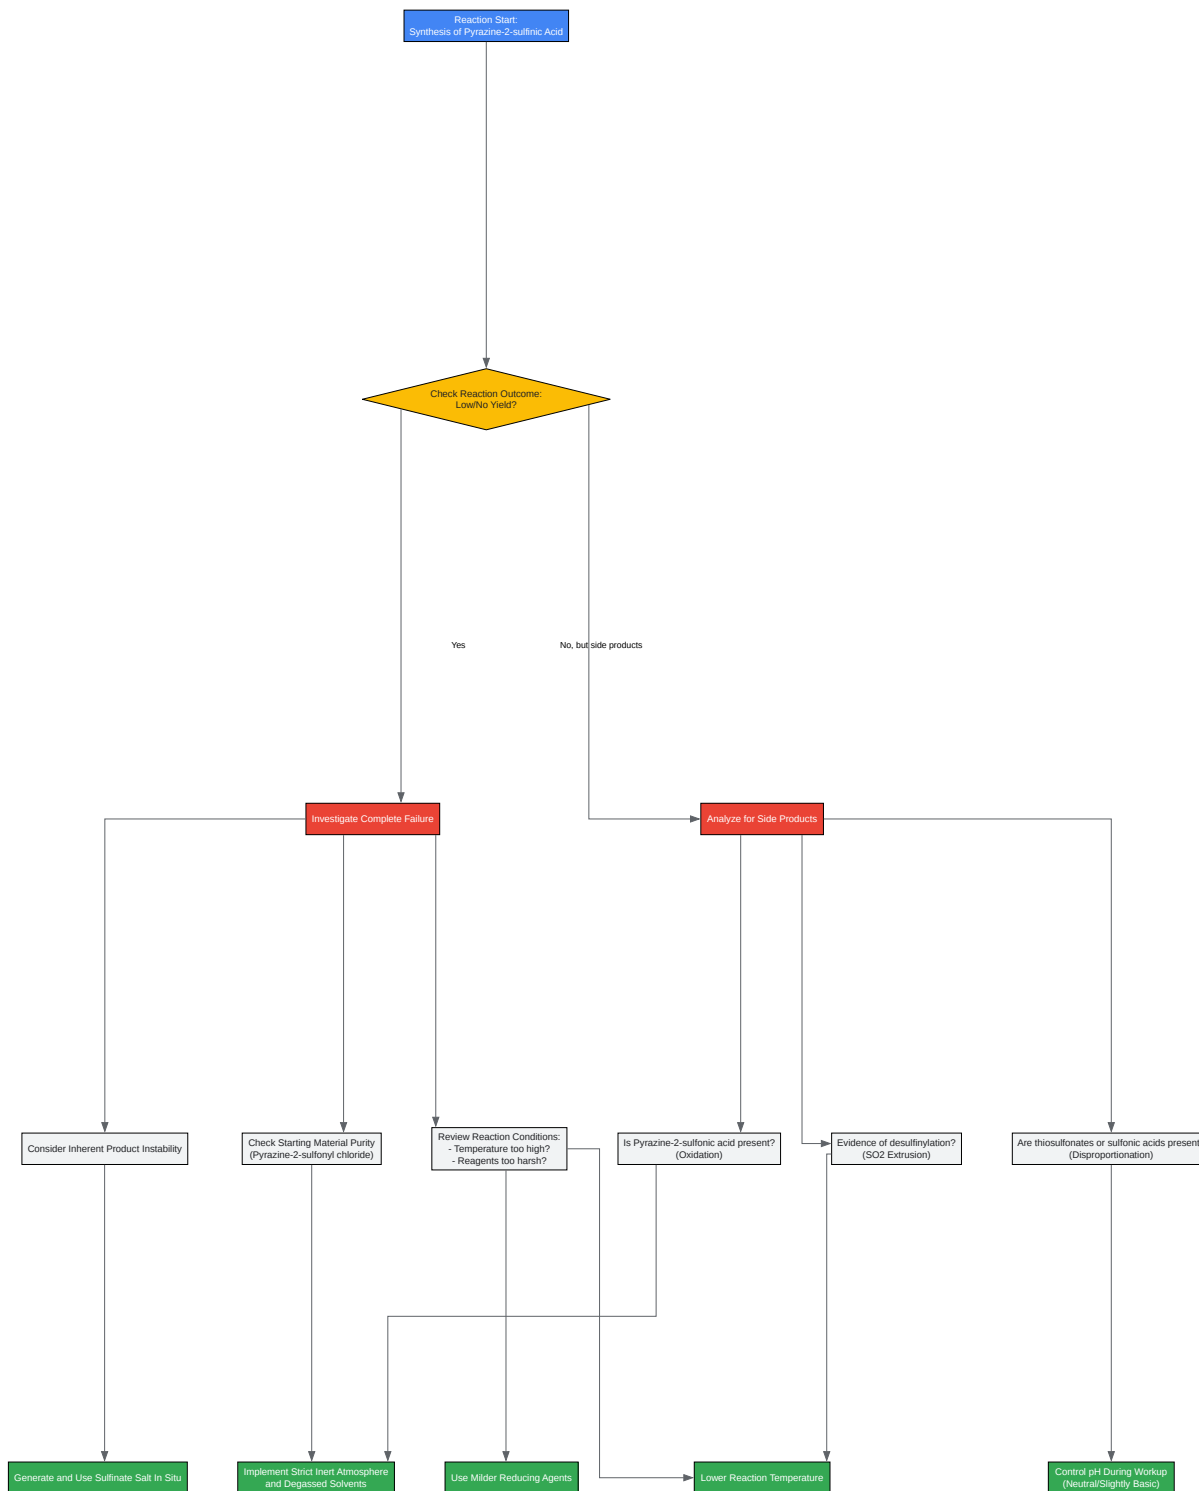 Reaction Start:
Synthesis of Pyrazine-2-sulfinic Acid
Check Reaction Outcome:
Low/No Yield?
Yes
No, but side products
Investigate Complete Failure
Analyze for Side Products
Consider Inherent Product Instability
Check Starting Material Purity
(Pyrazine-2-sulfonyl chloride)
Review Reaction Conditions:
- Temperature too high?
- Reagents too harsh?
Is Pyrazine-2-sulfonic acid present?
(Oxidation)
Evidence of desulfinylation?
(SO2 Extrusion)
Are thiosulfonates or sulfonic acids present
(Disproportionation)
Generate and Use Sulfinate Salt In Situ
Implement Strict Inert Atmosphere
and Degassed Solvents
Use Milder Reducing Agents
Lower Reaction Temperature
Control pH During Workup
(Neutral/Slightly Basic)